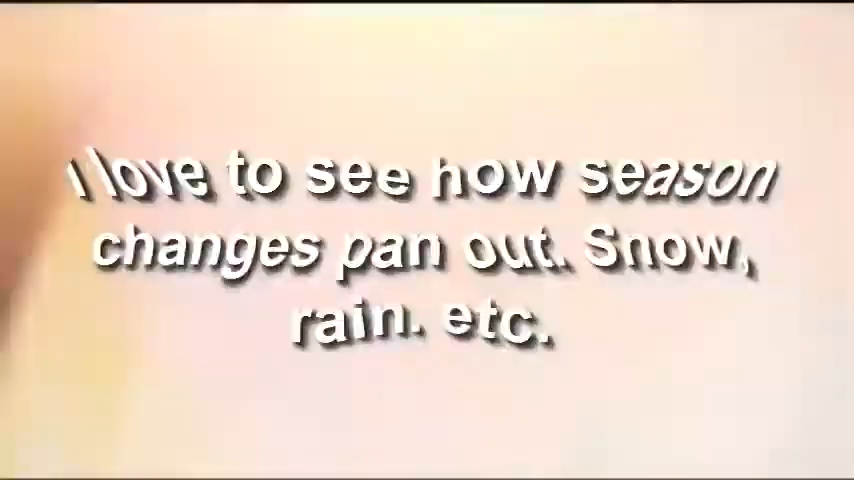 I love to see how season
changes pan out. Snow,
rain. etc.